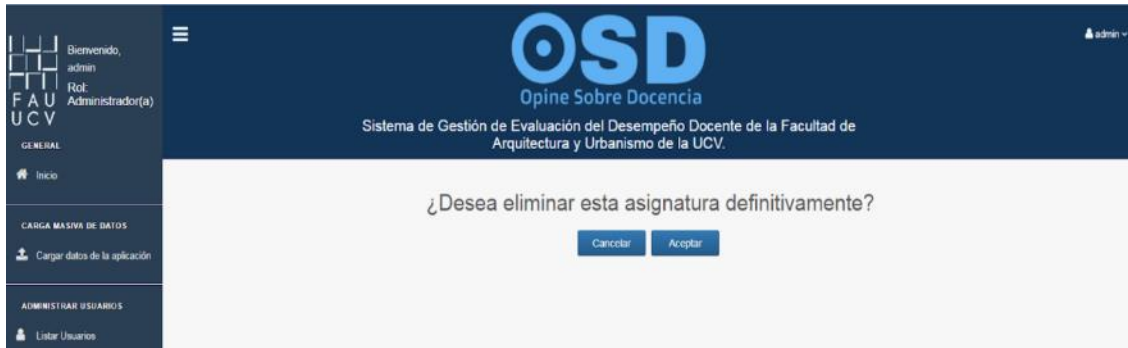 FAU
UCV
Bienvenido,
admin
Rol:
Administrador(a)
GENERAL
Inicio
CARGA MASIVA DE DATOS
Cargar datos de la aplicación
ADMINISTRAR USUARIOS
Listar Usuarios
OSD
Opine Sobre Docencia
Sistema de Gestión de Evaluación del Desempeño Docente de la Facultad de
Arquitectura y Urbanismo de la UCV.
admin
¿Desea eliminar esta asignatura definitivamente?
Cancelar
Aceptar